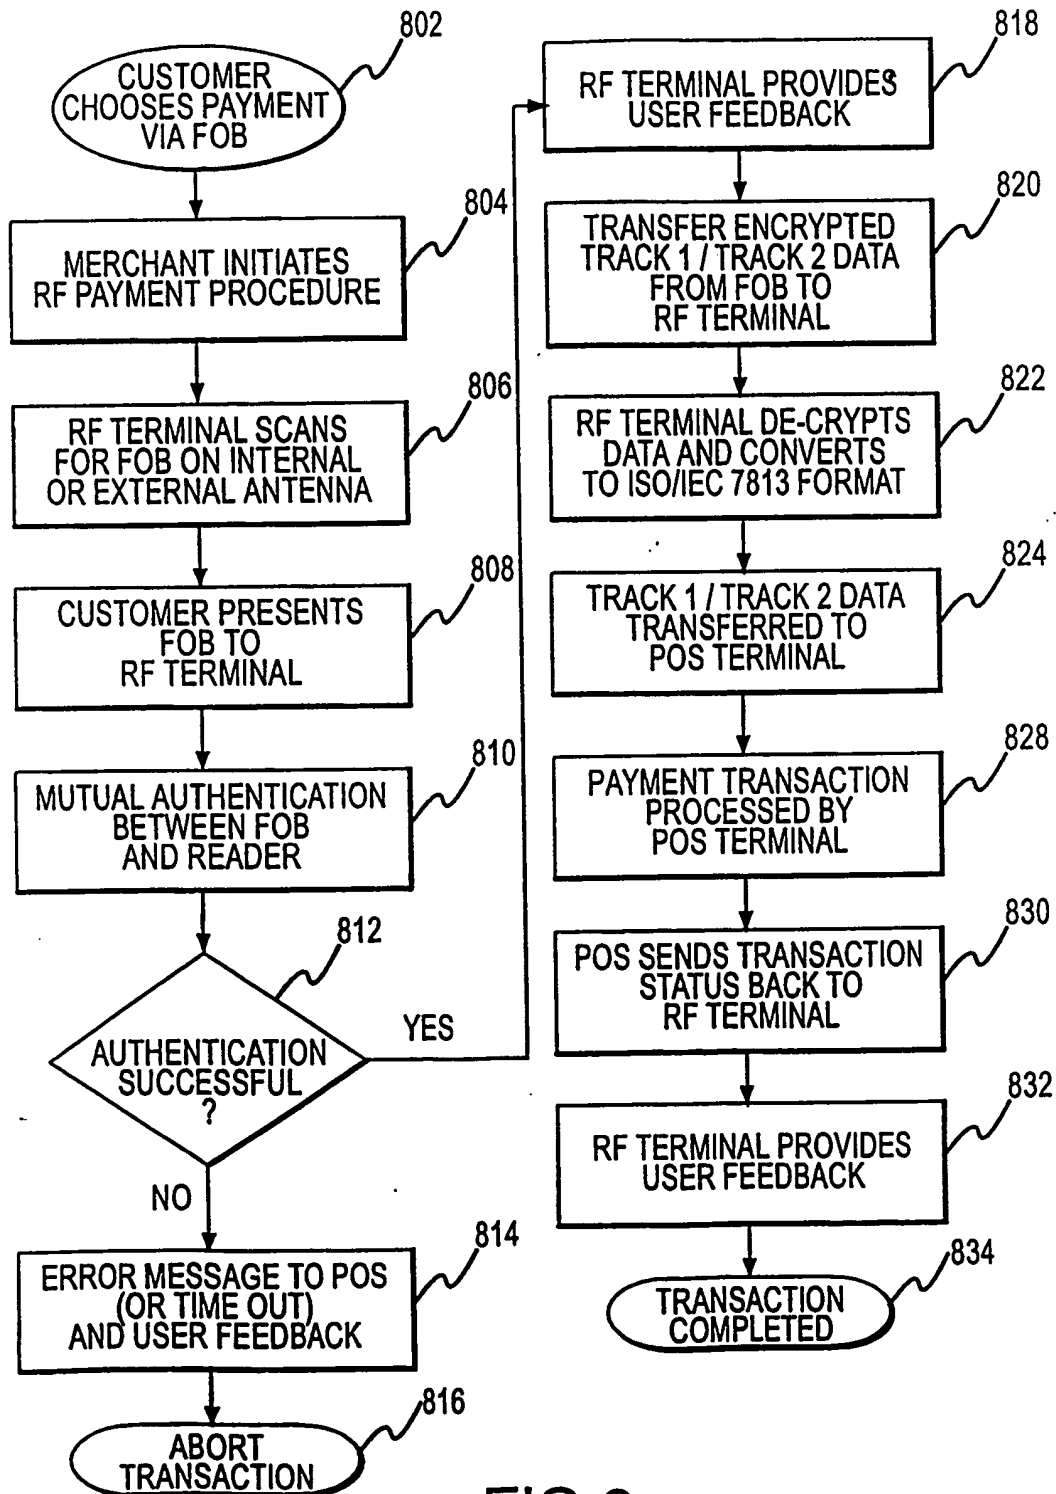 802
CUSTOMER
CHOOSES PAYMENT
VIA FOB
804
MERCHANT INITIATES
RF PAYMENT PROCEDURE
806
RF TERMINAL SCANS
FOR FOB ON INTERNAL
OR EXTERNAL ANTENNA
808
CUSTOMER PRESENTS
FOB TO
RF TERMINAL
810
MUTUAL AUTHENTICATION
BETWEEN FOB
AND READER
812
AUTHENTICATION
SUCCESSFUL
?
YES
NO
814
ERROR MESSAGE TO POS
(OR TIME OUT)
AND USER FEEDBACK
816
ABORT
TRANSACTION
818
RF TERMINAL PROVIDES
USER FEEDBACK
820
TRANSFER ENCRYPTED
TRACK 1 / TRACK 2 DATA
FROM FOB TO
RF TERMINAL
822
RF TERMINAL DE-CRYPTS
DATA AND CONVERTS
TO ISO/IEC 7813 FORMAT
824
TRACK 1 / TRACK 2 DATA
TRANSFERRED TO
POS TERMINAL
828
PAYMENT TRANSACTION
PROCESSED BY
POS TERMINAL
830
POS SENDS TRANSACTION
STATUS BACK TO
RF TERMINAL
832
RF TERMINAL PROVIDES
USER FEEDBACK
834
TRANSACTION
COMPLETED